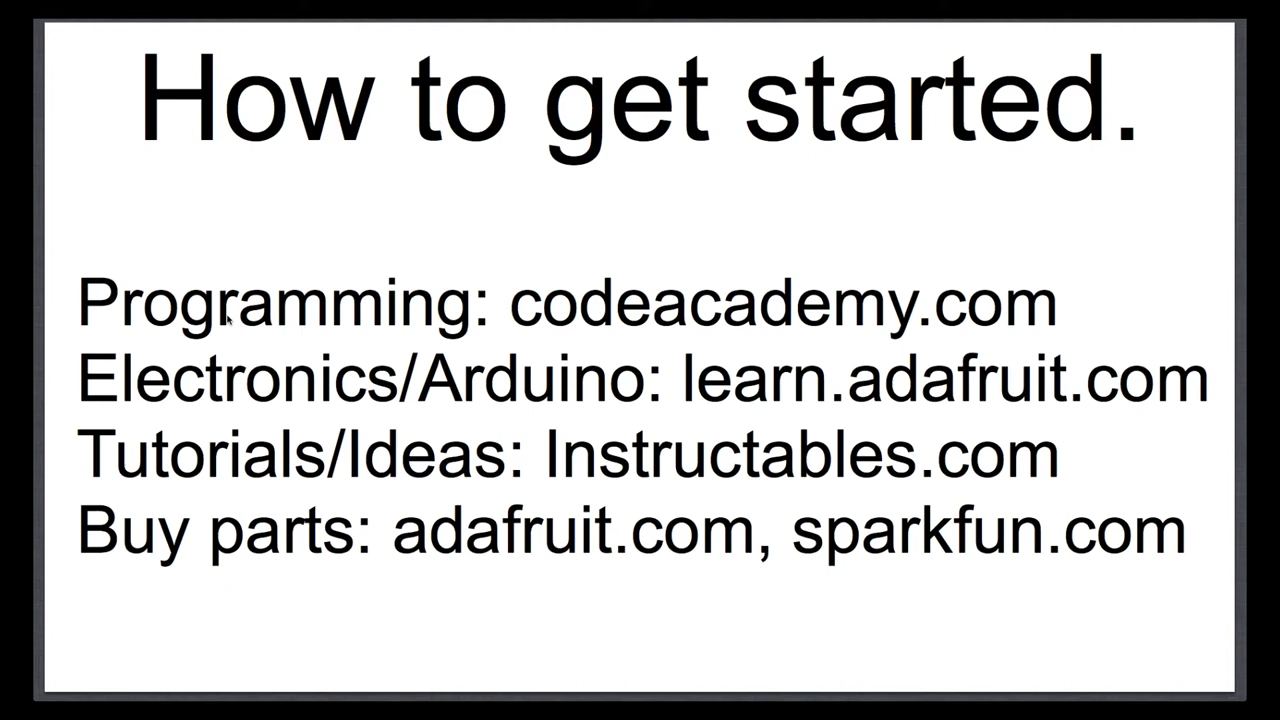 How to get started.
Programming: codeacademy.com
Electronics/Arduino: learn.adafruit.com
Tutorials/Ideas: Instructables.com
Buy parts: adafruit.com, sparkfun.com